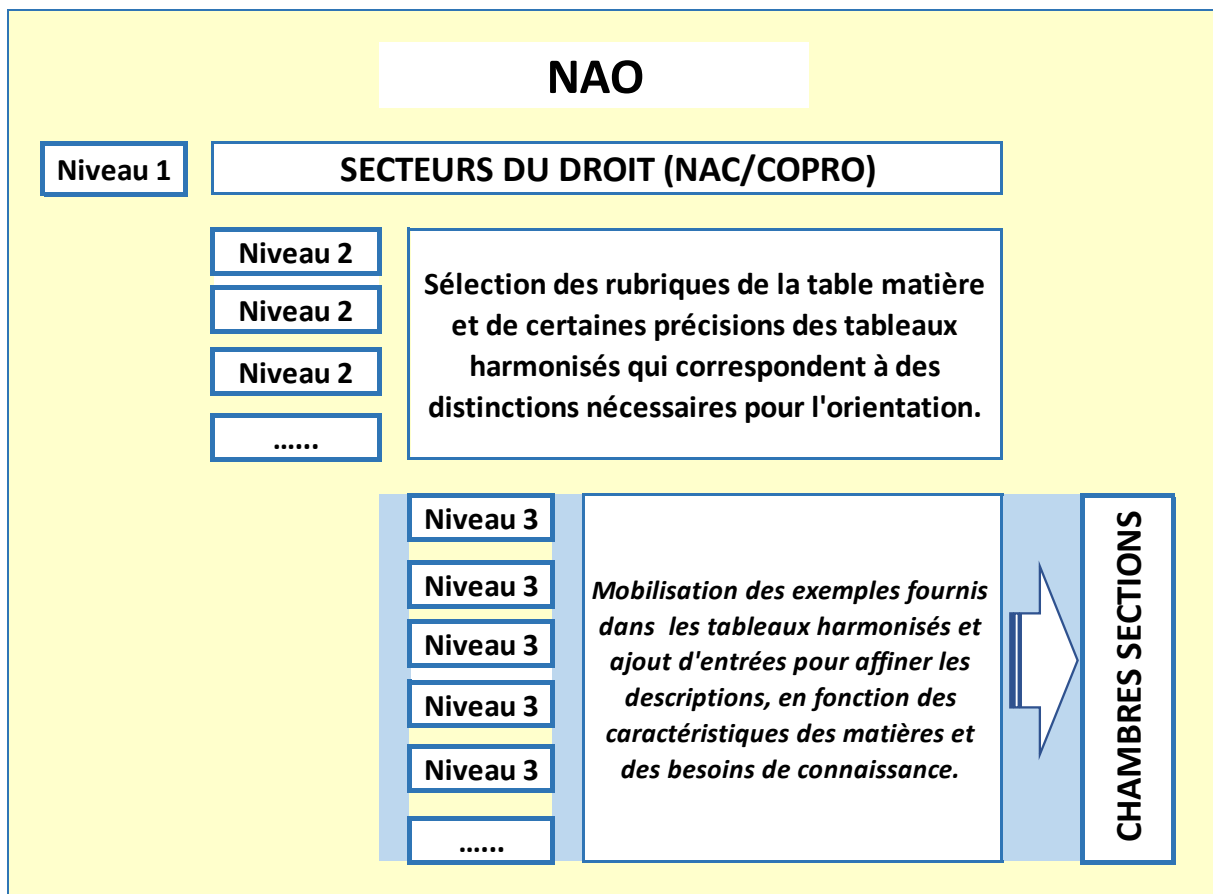 NAO
Niveau 1
SECTEURS DU DROIT (NAC/COPRO)
Niveau 2
Niveau 2
Niveau 2
…...
Sélection des rubriques de la table matière
et de certaines précisions des tableaux
harmonisés qui correspondent à des
distinctions nécessaires pour l'orientation.
Niveau 3
Niveau 3
Niveau 3
Niveau 3
Niveau 3
…...
Mobilisation des exemples fournis
dans les tableaux harmonisés et
ajout d'entrées pour affiner les
descriptions, en fonction des
caractéristiques des matières et
des besoins de connaissance.
CHAMBRES SECTIONS